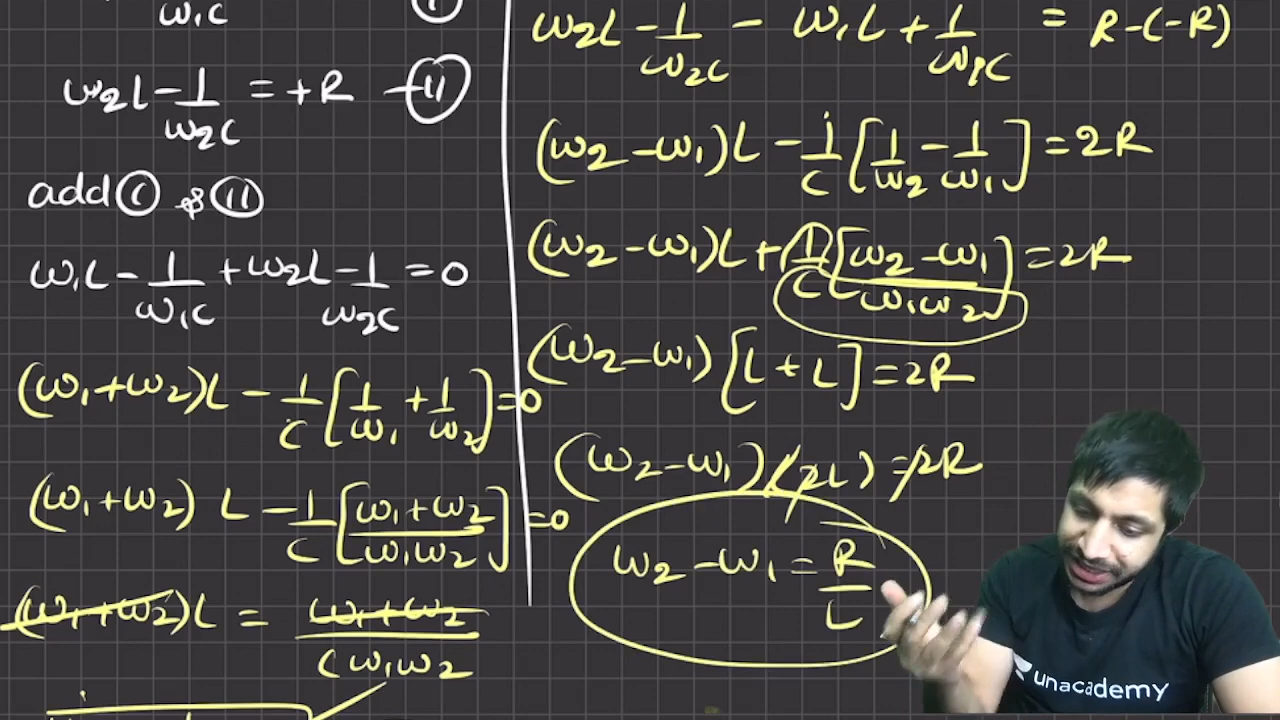 ω₁C (I)
ω₂L - 1/ω₂C = +R - (II)
add (I) & (II)
ω₁L - 1/ω₁C + ω₂L - 1/ω₂C = 0
(ω₁+ω₂)L - 1/C [1/ω₁ + 1/ω₂] = 0
(ω₁+ω₂) L - 1/C [ω₁+ω₂/ω₁ω₂] = 0
(ω₁+ω₂)L = ω₁+ω₂/Cω₁ω₂
ω₂L - 1/ω₂C - ω₁L + 1/ω₁C = R-(-R)
(ω₂-ω₁)L - 1/C [1/ω₂ - 1/ω₁] = 2R
(ω₂-ω₁)L + 1/C [ω₂-ω₁/ω₁ω₂] = 2R
(ω₂-ω₁) [L + L] = 2R
(ω₂-ω₁)(2L) = 2R
ω₂-ω₁ = R/L
unacademy